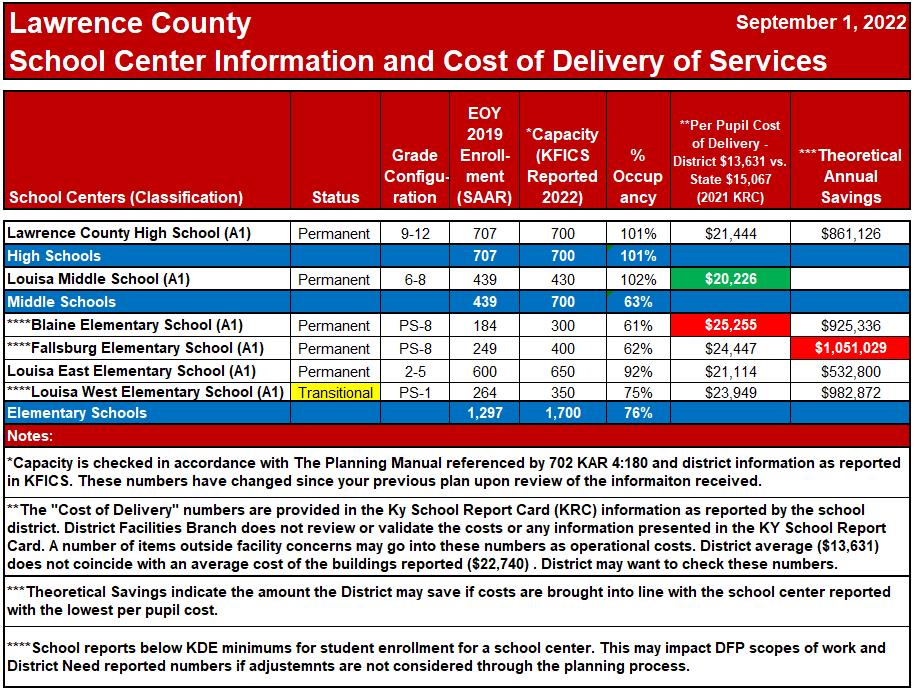 Lawrence County September 1, 2022
School Center Information and Cost of Delivery of Services
School Centers (Classification) Status Grade Configu-ration EOY 2019 Enroll-ment (SAAR) *Capacity (KFICS Reported 2022) % Occup ancy **Per Pupil Cost of Delivery - District $13,631 vs. State $15,067 (2021 KRC) ***Theoretical Annual Savings
Lawrence County High School (A1) Permanent 9-12 707 700 101% $21,444 $861,126
High Schools 707 700 101%
Louisa Middle School (A1) Permanent 6-8 439 430 102% $20,226
Middle Schools 439 700 63%
****Blaine Elementary School (A1) Permanent PS-8 184 300 61% $25,255 $925,336
****Fallsburg Elementary School (A1) Permanent PS-8 249 400 62% $24,447 $1,051,029
Louisa East Elementary School (A1) Permanent 2-5 600 650 92% $21,114 $532,800
****Louisa West Elementary School (A1) Transitional PS-1 264 350 75% $23,949 $982,872
Elementary Schools 1,297 1,700 76%
Notes:
*Capacity is checked in accordance with The Planning Manual referenced by 702 KAR 4:180 and district information as reported
in KFICS. These numbers have changed since your previous plan upon review of the informaiton received.
**The "Cost of Delivery" numbers are provided in the Ky School Report Card (KRC) information as reported by the school
district. District Facilities Branch does not review or validate the costs or any information presented in the KY School Report
Card. A number of items outside facility concerns may go into these numbers as operational costs. District average ($13,631)
does not coincide with an average cost of the buildings reported ($22,740) . District may want to check these numbers.
***Theoretical Savings indicate the amount the District may save if costs are brought into line with the school center reported
with the lowest per pupil cost.
****School reports below KDE minimums for student enrollment for a school center. This may impact DFP scopes of work and
District Need reported numbers if adjustemnts are not considered through the planning process.